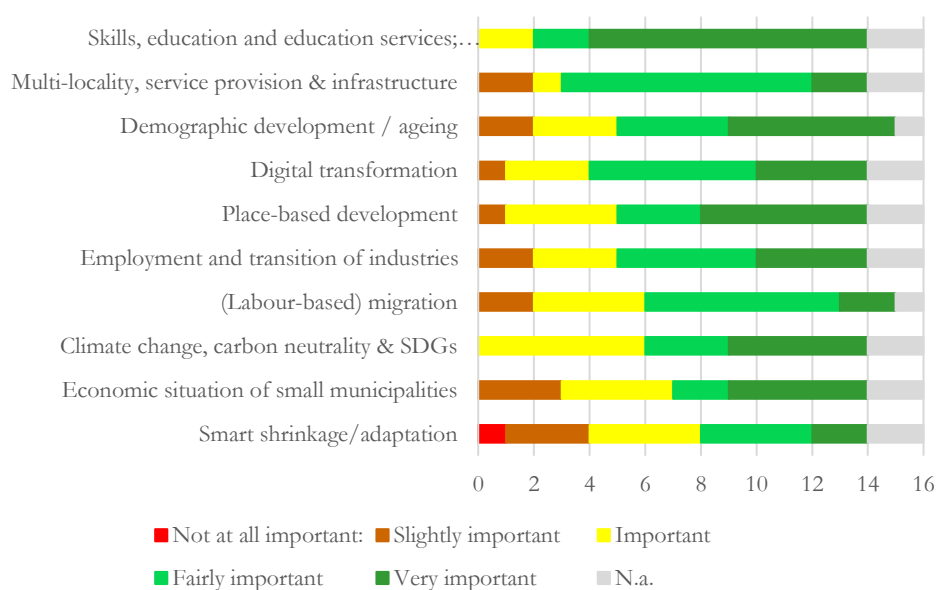 Skills, education and education services;…
Multi-locality, service provision & infrastructure
Demographic development / ageing
Digital transformation
Place-based development
Employment and transition of industries
(Labour-based) migration
Climate change, carbon neutrality & SDGs
Economic situation of small municipalities
Smart shrinkage/adaptation
0 2 4 6 8 10 12 14 16
Not at all important: Slightly important Important
Fairly important Very important N.a.